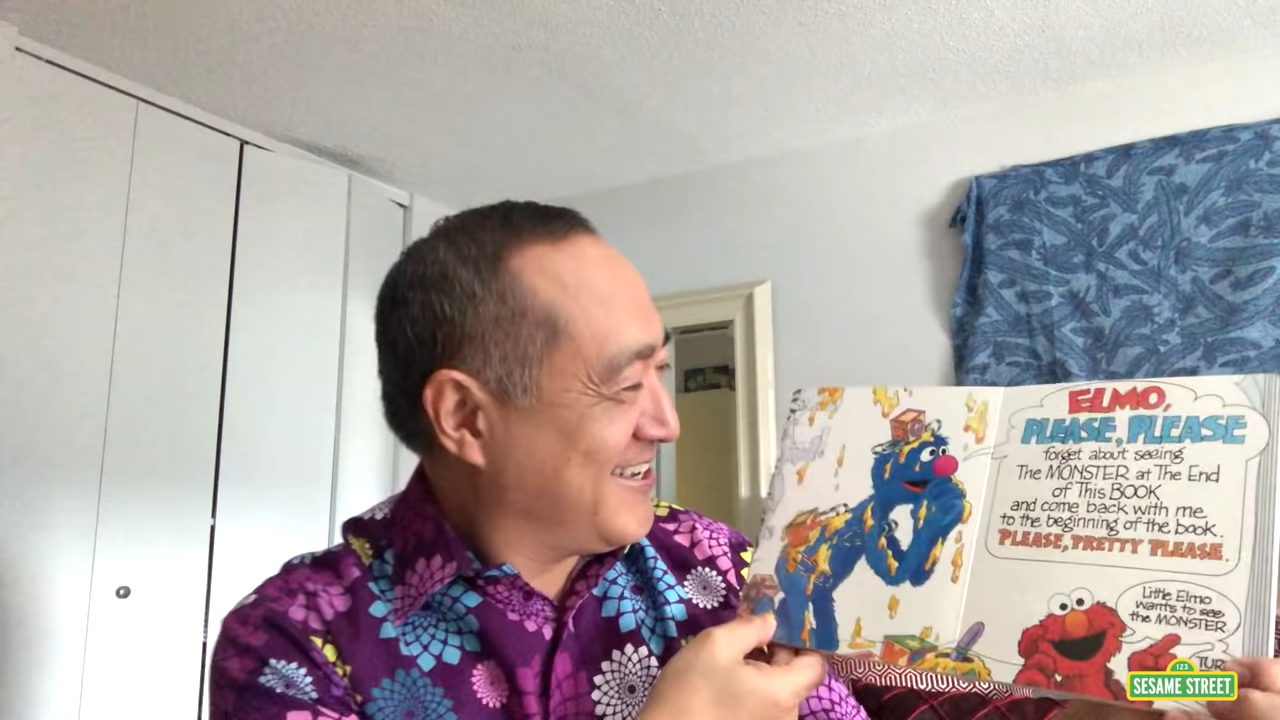 ELMO,
PLEASE, PLEASE
forget about seeing
The MONSTER at The End
of This BOOK
and come back with me
to the beginning of the book.
PLEASE, PRETTY PLEASE.
Little Elmo
wants to see
the MONSTER
123
SESAME STREET